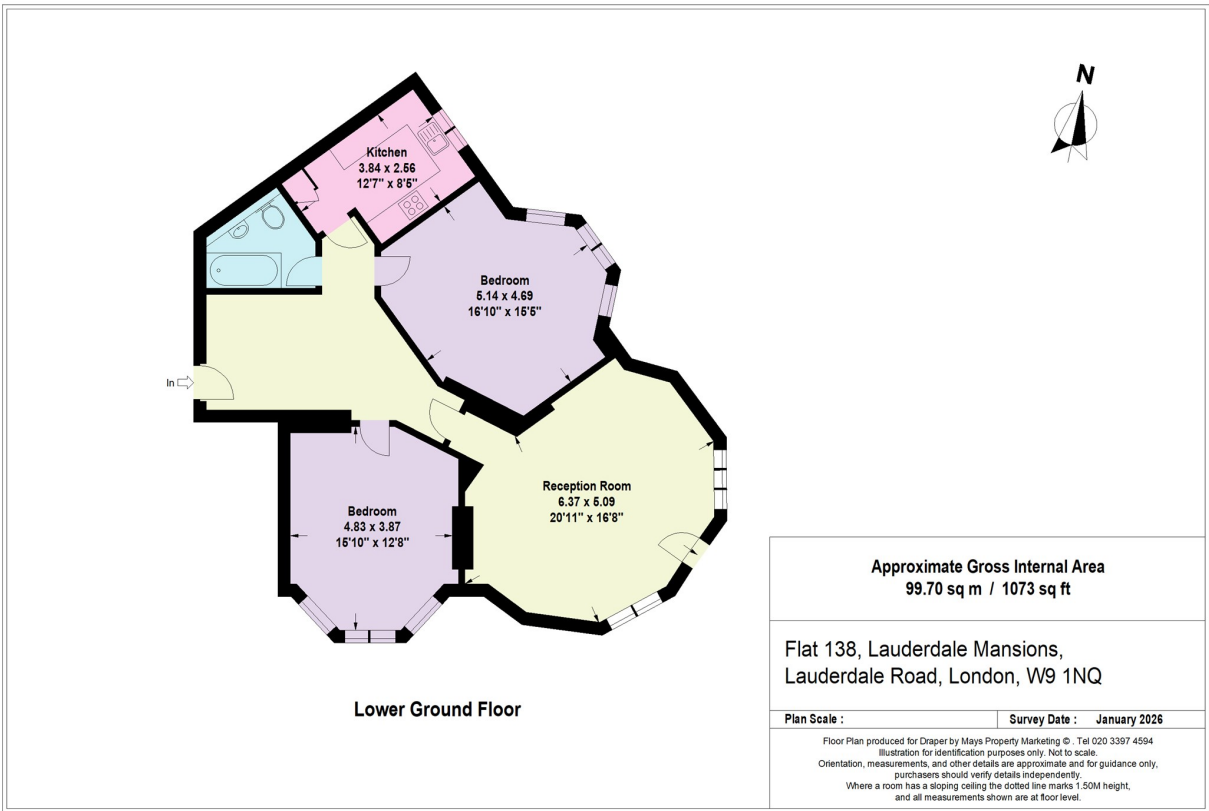 N
Kitchen
3.84 x 2.56
12'7" x 8'5"
Bedroom
5.14 x 4.69
16'10" x 15'5"
In
Reception Room
6.37 x 5.09
20'11" x 16'8"
Bedroom
4.83 x 3.87
15'10" x 12'8"
Lower Ground Floor
Approximate Gross Internal Area
99.70 sq m / 1073 sq ft
Flat 138, Lauderdale Mansions,
Lauderdale Road, London, W9 1NQ
Plan Scale : Survey Date : January 2026
Floor Plan produced for Draper by Mays Property Marketing © . Tel 020 3397 4594
Illustration for identification purposes only. Not to scale.
Orientation, measurements, and other details are approximate and for guidance only,
purchasers should verify details independently.
Where a room has a sloping ceiling the dotted line marks 1.50M height,
and all measurements shown are at floor level.